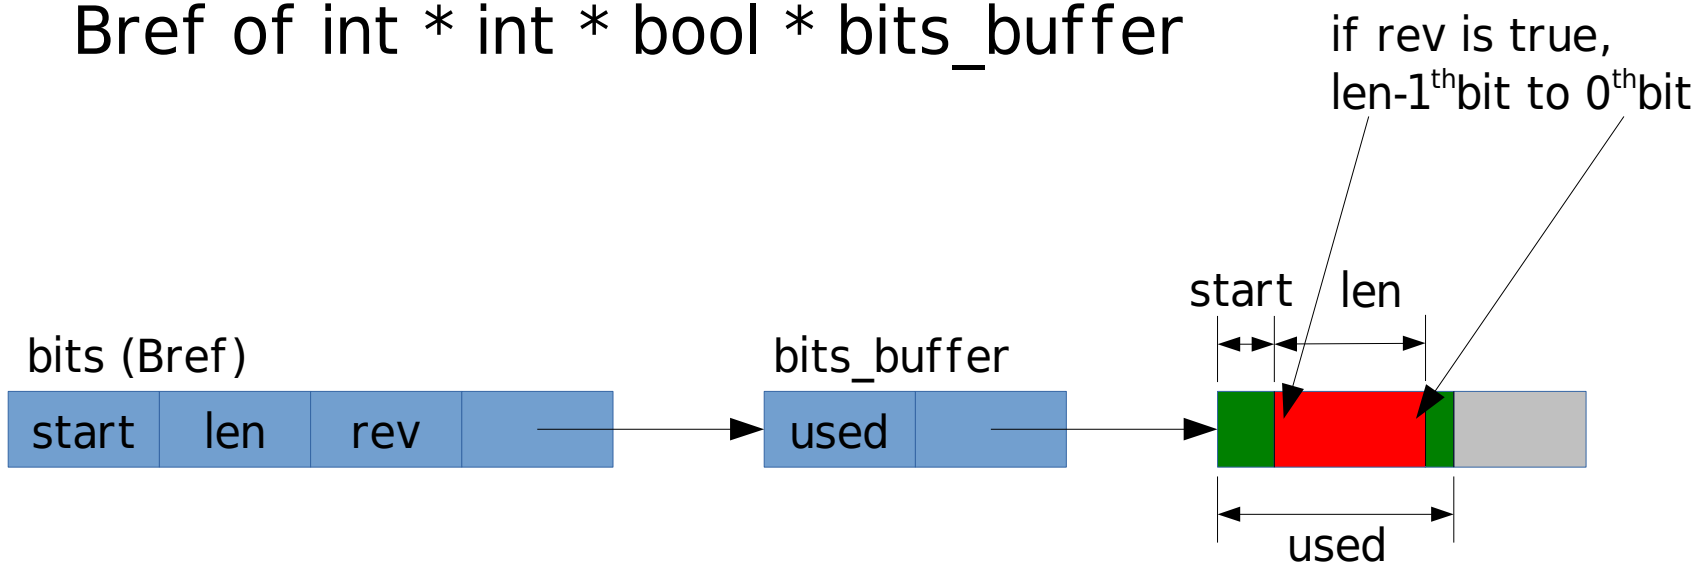 Bref of int * int * bool * bits_buffer
if rev is true,
len-1thbit to 0thbit
start len
bits (Bref)
bits_buffer
start len rev
used
used